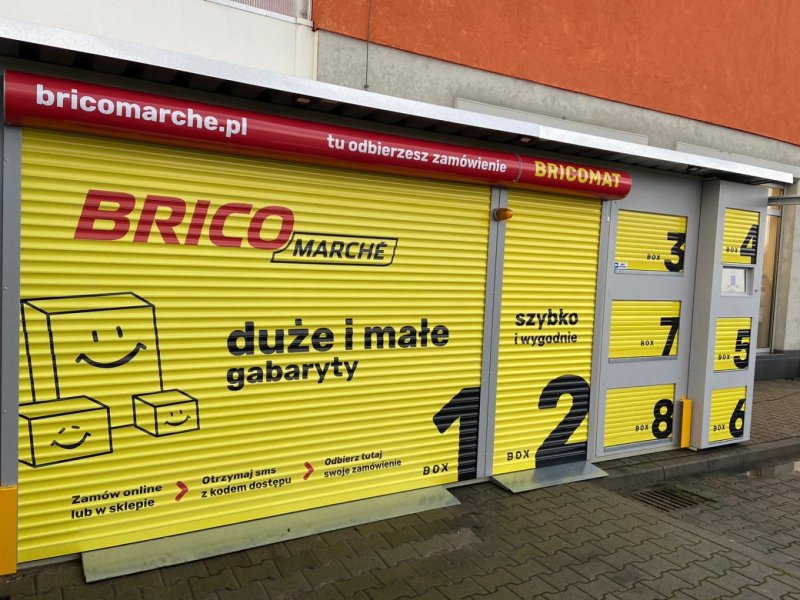 bricomarche.pl
tu odbierzesz zamówienie
BRICOMAT
BRICO
MARCHÉ
duże i małe
gabaryty
szybko
i wygodnie
Zamów online
lub w sklepie
Otrzymaj sms
z kodem dostępu
Odbierz tutaj
swoje zamówienie
BOX 1
BOX 2
BOX 3
BOX 7
BOX 8
BOX 4
BOX 5
BOX 6